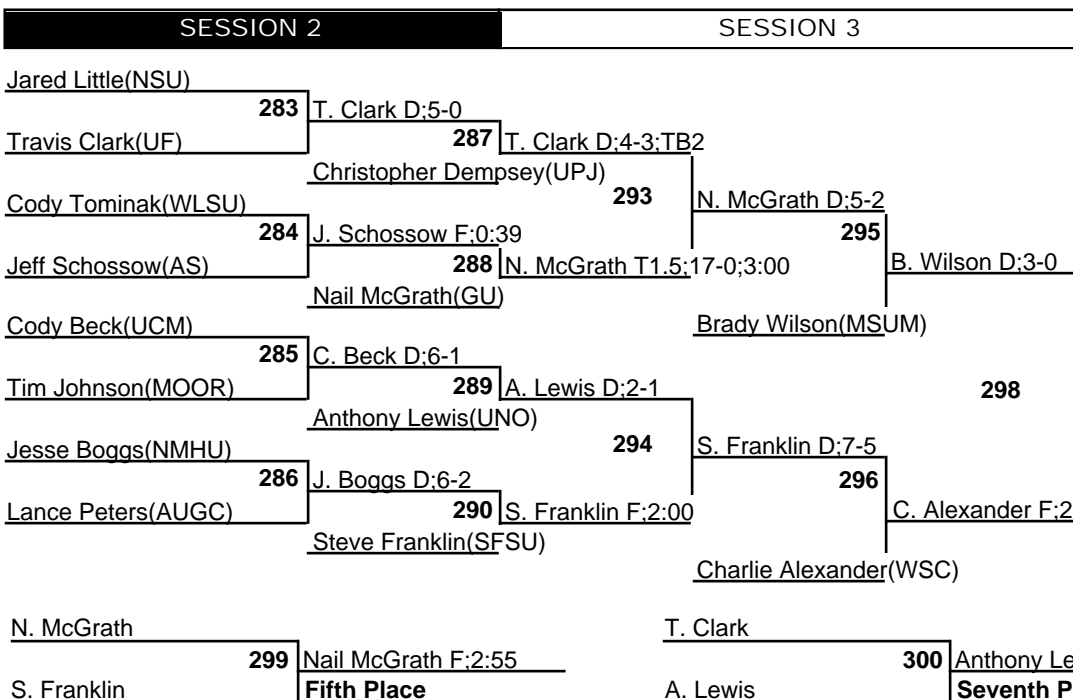 SESSION 2
SESSION 3
Jared Little(NSU)
283
T. Clark D;5-0
Travis Clark(UF)
287
T. Clark D;4-3;TB2
Christopher Dempsey(UPJ)
293
N. McGrath D;5-2
Cody Tominak(WLSU)
284
J. Schossow F;0:39
295
Jeff Schossow(AS)
288
N. McGrath T1.5;17-0;3:00
B. Wilson D;3-0
Nail McGrath(GU)
Cody Beck(UCM)
Brady Wilson(MSUM)
285
C. Beck D;6-1
Tim Johnson(MOOR)
289
A. Lewis D;2-1
298
Anthony Lewis(UNO)
294
S. Franklin D;7-5
Jesse Boggs(NMHU)
286
J. Boggs D;6-2
296
Lance Peters(AUGC)
290
S. Franklin F;2:00
C. Alexander F;2
Steve Franklin(SFSU)
Charlie Alexander(WSC)
N. McGrath
299
Nail McGrath F;2:55
S. Franklin
Fifth Place
T. Clark
300
Anthony Le
A. Lewis
Seventh P